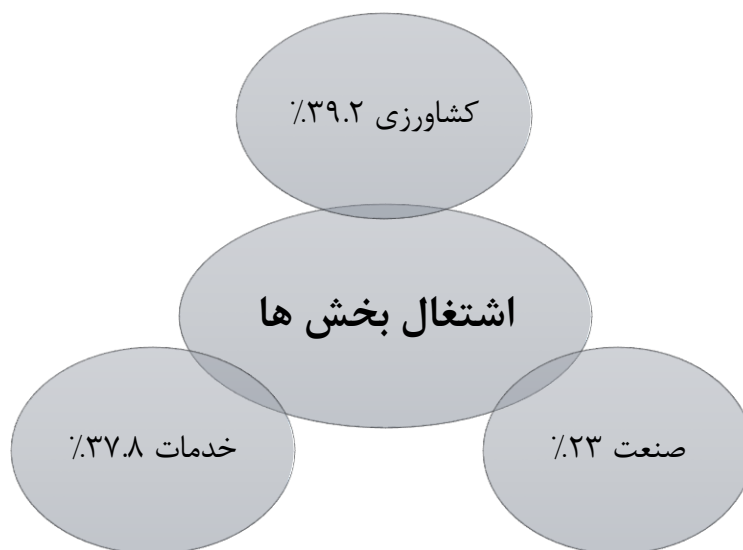 کشاورزی ۳۹.۲٪
اشتغال بخش ها
صنعت ۲۳٪
خدمات ۳۷.۸٪